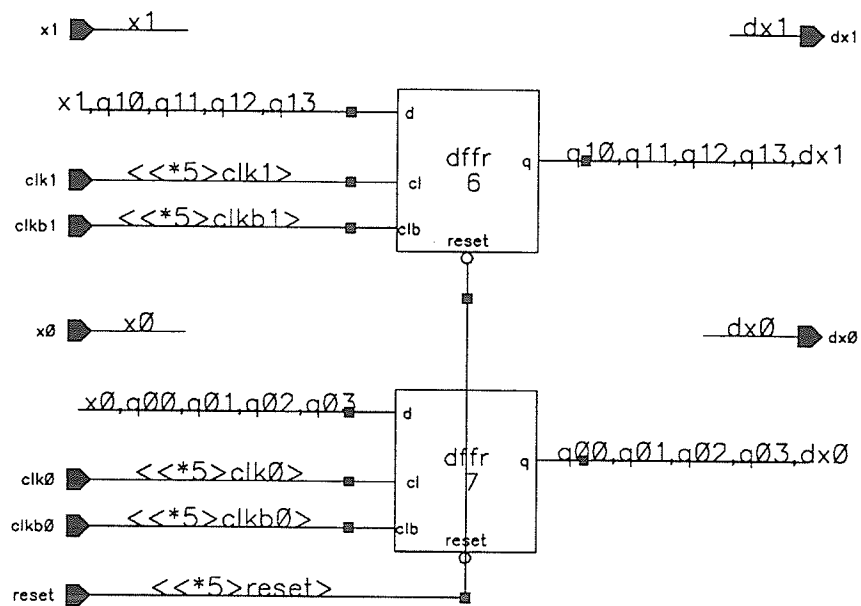 x1 x1 dx1 dx1
x1,q10,q11,q12,q13 d
dffr q q10,q11,q12,q13,dx1
clk1 <<*5>clk1> cl 6
clkb1 <<*5>clkb1> clb
reset
x0 x0 dx0 dx0
x0,q00,q01,q02,q03 d
dffr q q00,q01,q02,q03,dx0
clk0 <<*5>clk0> cl 7
clkb0 <<*5>clkb0> clb
reset
reset <<*5>reset>